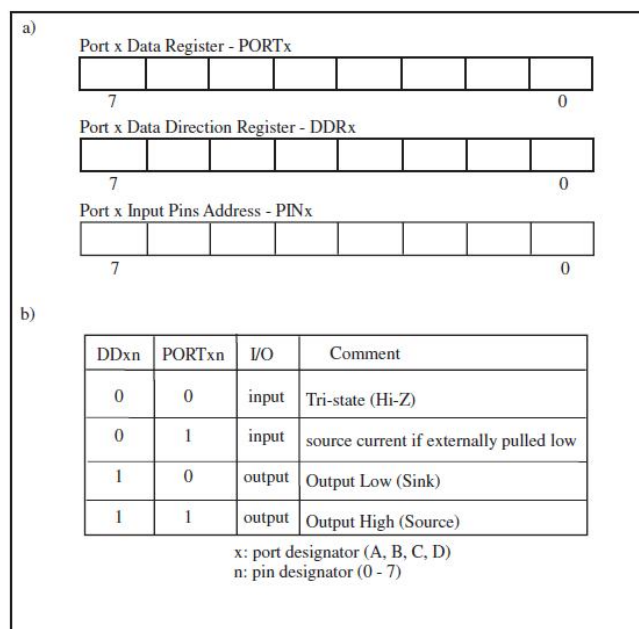 a)
Port x Data Register - PORTx
7 0
Port x Data Direction Register - DDRx
7 0
Port x Input Pins Address - PINx
7 0
b)
DDxn PORTxn I/O Comment
0 0 input Tri-state (Hi-Z)
0 1 input source current if externally pulled low
1 0 output Output Low (Sink)
1 1 output Output High (Source)
x: port designator (A, B, C, D)
n: pin designator (0 - 7)